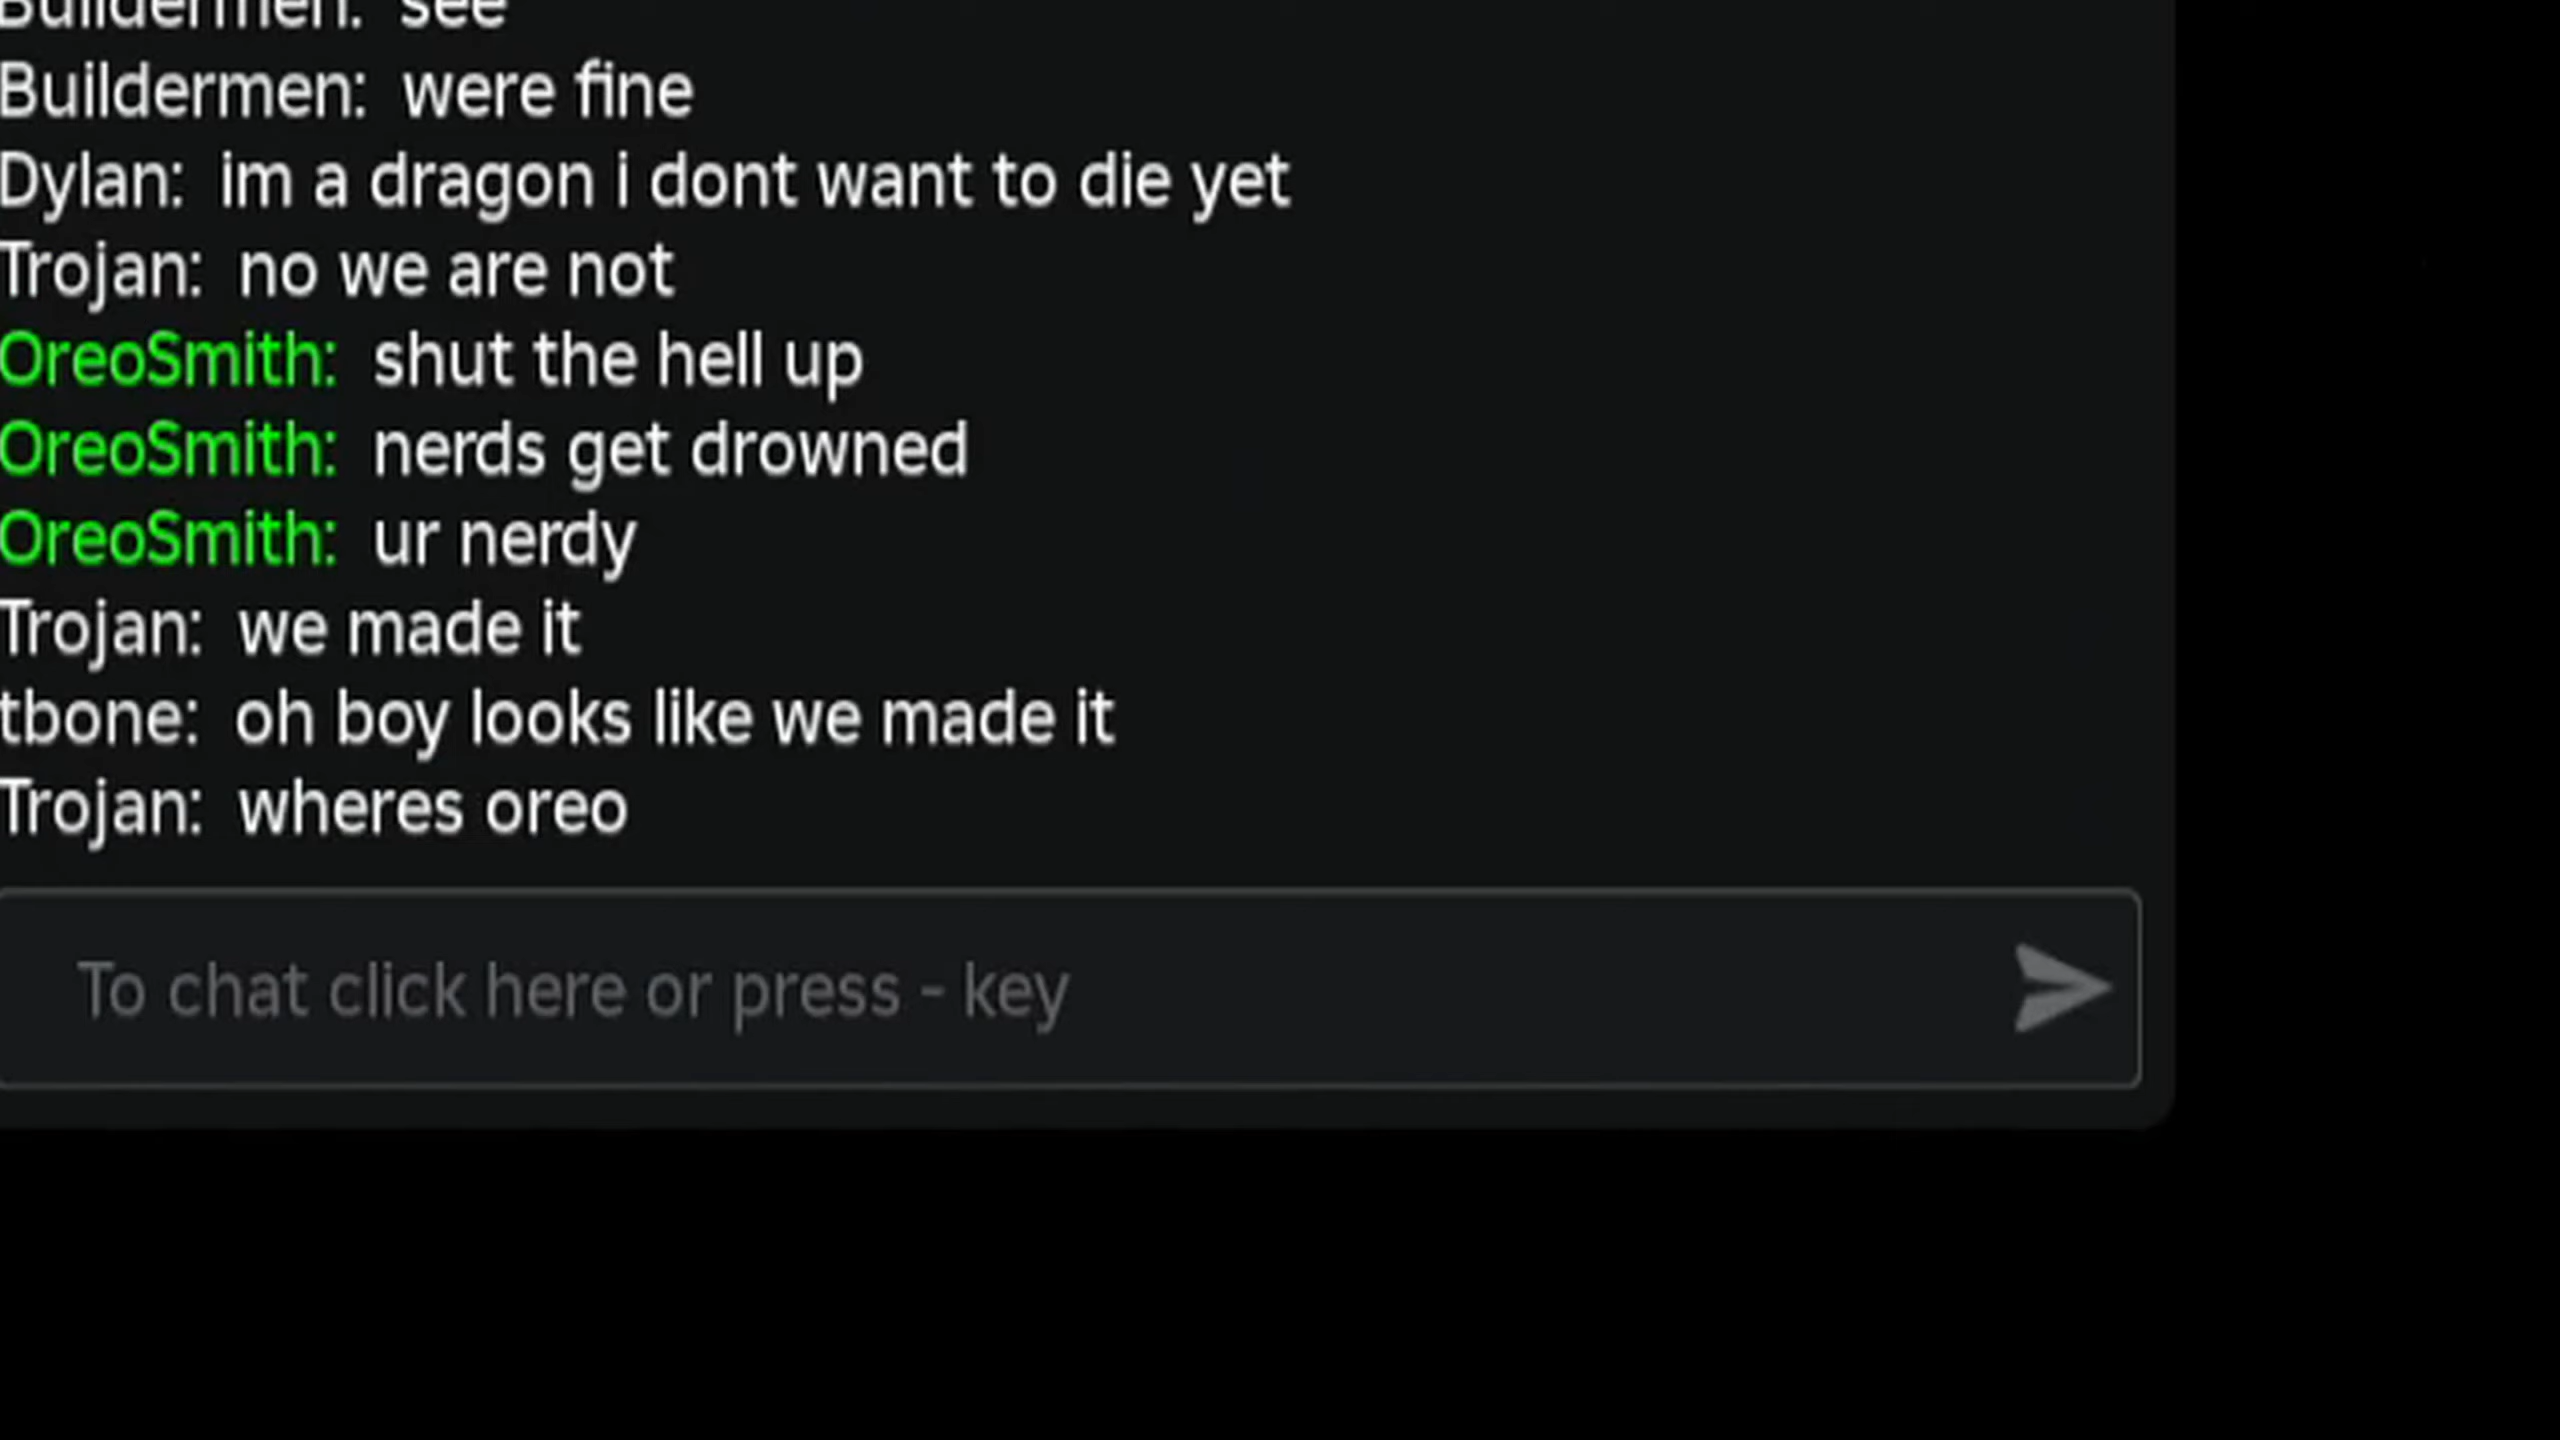 Buildermen: see
Buildermen: were fine
Dylan: im a dragon i dont want to die yet
Trojan: no we are not
OreoSmith: shut the hell up
OreoSmith: nerds get drowned
OreoSmith: ur nerdy
Trojan: we made it
tbone: oh boy looks like we made it
Trojan: wheres oreo
To chat click here or press - key